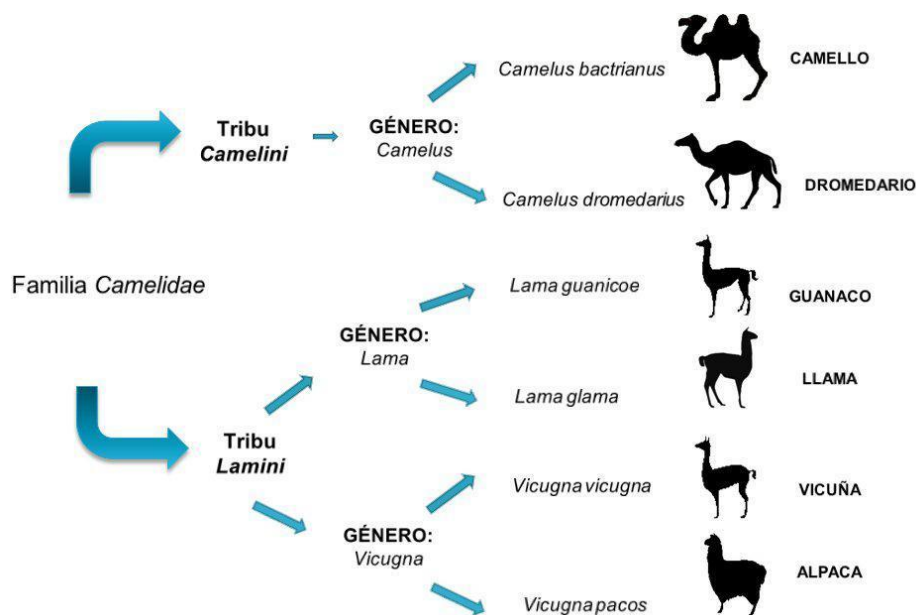 Camelus bactrianus
CAMELLO
Tribu
Camelini
GÉNERO:
Camelus
Camelus dromedarius
DROMEDARIO
Familia Camelidae
Lama guanicoe
GUANACO
GÉNERO:
Lama
Lama glama
LLAMA
Tribu
Lamini
Vicugna vicugna
VICUÑA
GÉNERO:
Vicugna
Vicugna pacos
ALPACA